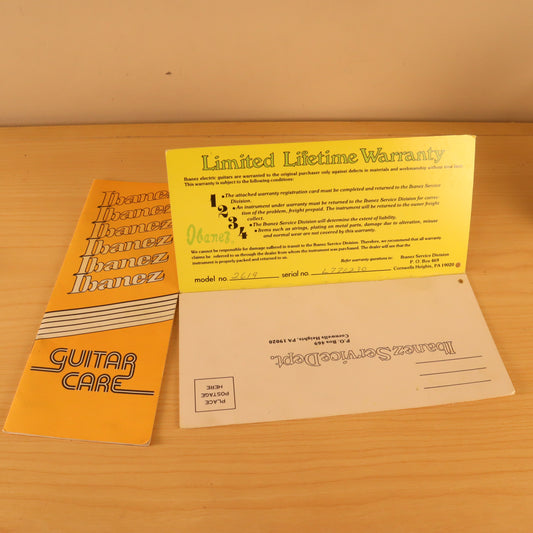 Ibanez
Ibanez
Ibanez
Ibanez
Ibanez
Ibanez
GUITAR
CARE
Limited Lifetime Warranty
Ibanez electric guitars are warranted to the original purchaser only against defects in materials and workmanship without time limit.
This warranty is subject to the following conditions:
1 • The attached warranty registration card must be completed and returned to the Ibanez Service
Division.
2 • An instrument under warranty must be returned to the Ibanez Service Division for correc-
tion of the problem, freight prepaid. The instrument will be returned to the owner freight
collect.
3 • The Ibanez Service Division will determine the extent of liability.
4 • Items such as strings, plating on metal parts, damage due to alteration, misuse
and normal wear are not covered by this warranty.
Ibanez
We cannot be responsible for damage suffered in transit to the Ibanez Service Division. Therefore, we recommend that all warranty
claims be referred to us through the dealer from whom the instrument was purchased. The dealer will see that the
instrument is properly packed and returned to us.
Refer warranty questions to: Ibanez Service Division
P. O. Box 469
Cornwells Heights, PA 19020 ©
model no. 2619 serial no. L771270
Ibanez Service Dept.
P.O. Box 469
Cornwells Heights, PA 19020
PLACE
POSTAGE
HERE